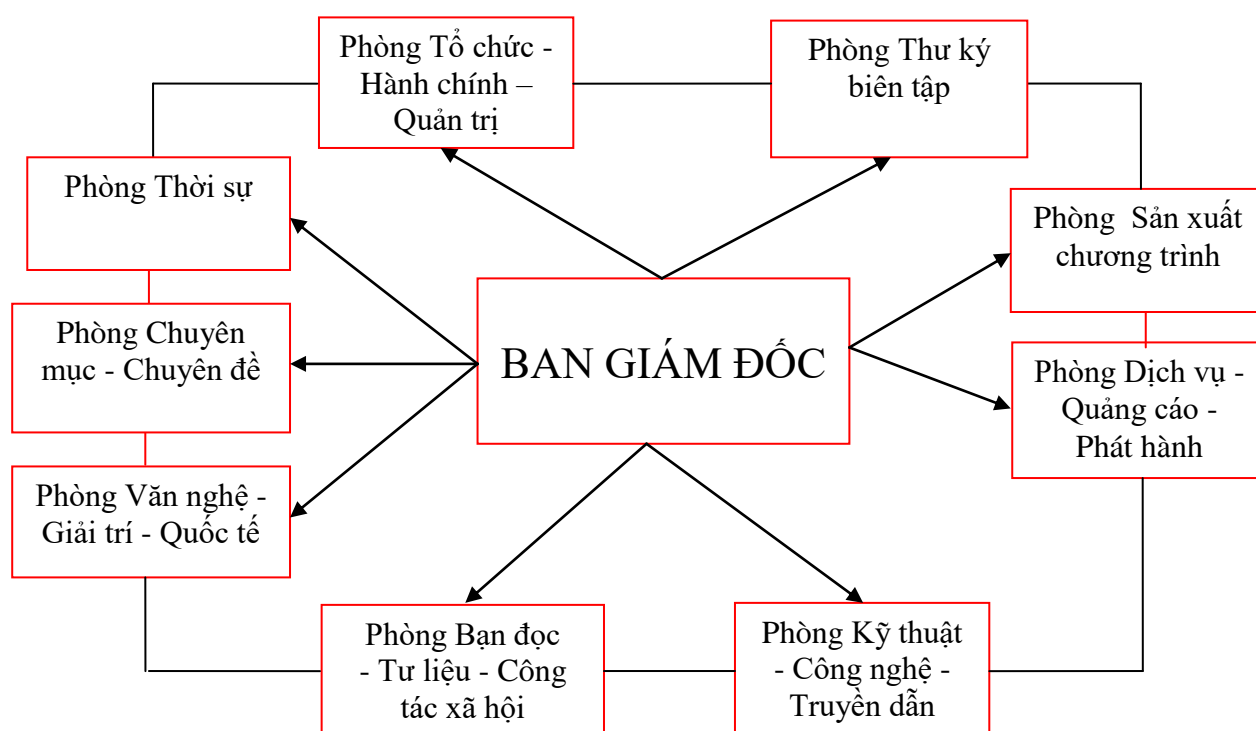 Phòng Tổ chức -
Hành chính –
Quản trị
Phòng Thư ký
biên tập
Phòng Thời sự
Phòng Sản xuất
chương trình
Phòng Chuyên
mục - Chuyên đề
BAN GIÁM ĐỐC
Phòng Dịch vụ -
Quảng cáo -
Phát hành
Phòng Văn nghệ -
Giải trí - Quốc tế
Phòng Bạn đọc
- Tư liệu - Công
tác xã hội
Phòng Kỹ thuật
- Công nghệ -
Truyền dẫn